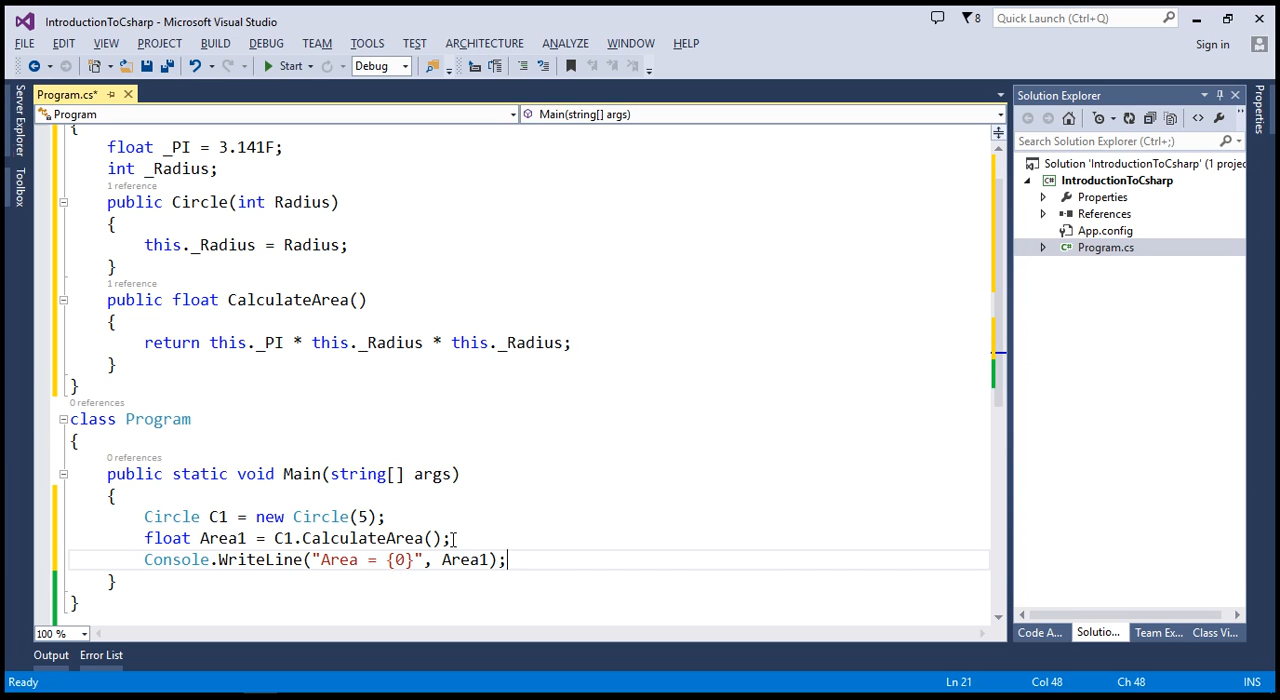 IntroductionToCsharp - Microsoft Visual Studio
8
Quick Launch (Ctrl+Q)
FILE EDIT VIEW PROJECT BUILD DEBUG TEAM TOOLS TEST ARCHITECTURE ANALYZE WINDOW HELP
Sign in
Start Debug
Server Explorer
Toolbox
Program.cs*
Program
Main(string[] args)
{
float _PI = 3.141F;
int _Radius;
1 reference
public Circle(int Radius)
{
this._Radius = Radius;
}
1 reference
public float CalculateArea()
{
return this._PI * this._Radius * this._Radius;
}
}
0 references
class Program
{
0 references
public static void Main(string[] args)
{
Circle C1 = new Circle(5);
float Area1 = C1.CalculateArea();
Console.WriteLine("Area = {0}", Area1);
}
}
100 %
Output Error List
Solution Explorer
Search Solution Explorer (Ctrl+;)
Solution 'IntroductionToCsharp' (1 projec
IntroductionToCsharp
Properties
References
App.config
Program.cs
Code A... Solutio... Team Ex... Class Vi...
Properties
Ready
Ln 21 Col 48 Ch 48 INS